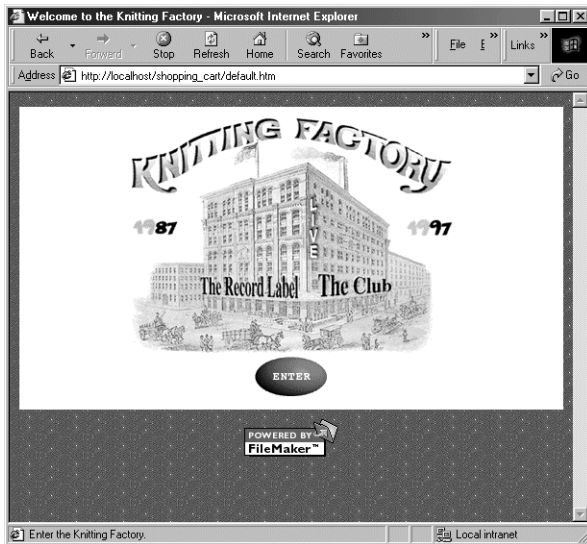 Welcome to the Knitting Factory - Microsoft Internet Explorer
Back Forward Stop Refresh Home Search Favorites » File E » Links »
Address http://localhost/shopping_cart/default.htm Go
KNITTING FACTORY
LIVE
1987 1997
The Record Label The Club
ENTER
POWERED BY
FileMaker™
Enter the Knitting Factory. Local intranet